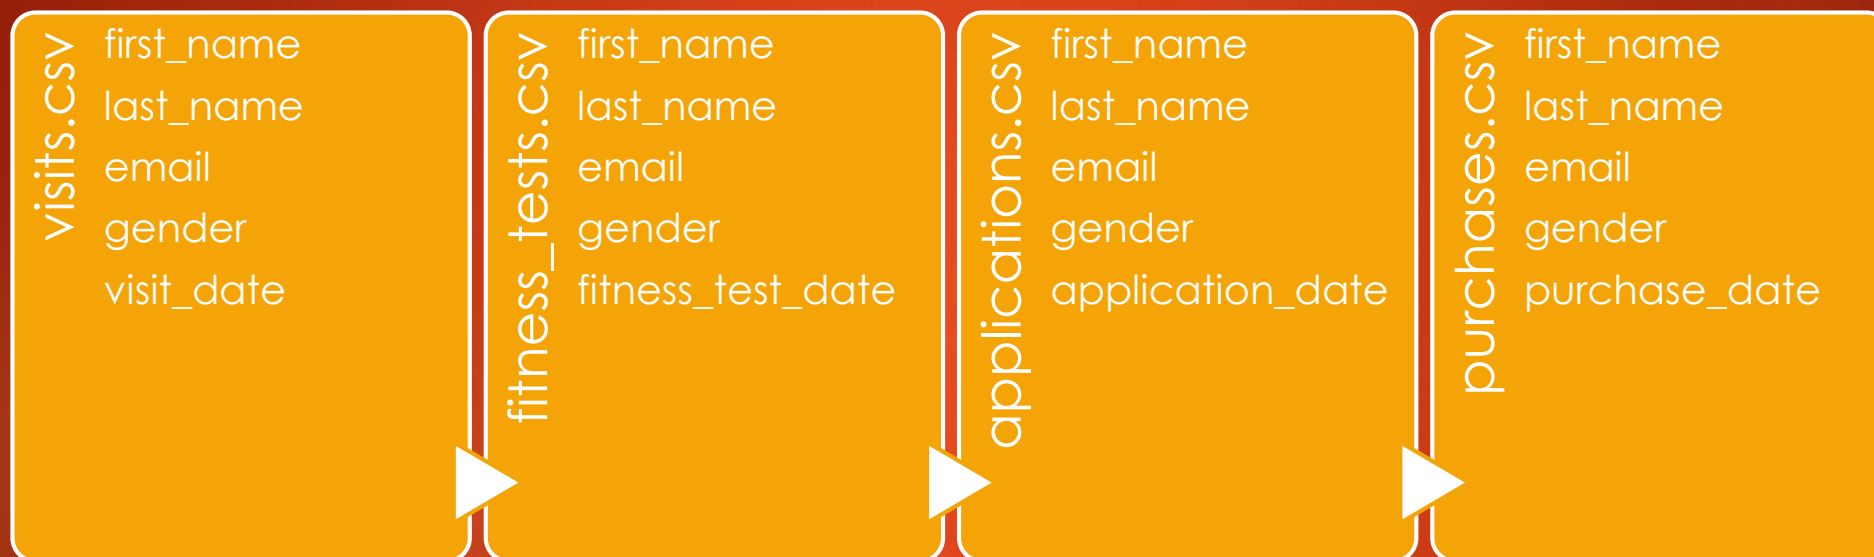 visits.csv
first_name
last_name
email
gender
visit_date
fitness_tests.csv
first_name
last_name
email
gender
fitness_test_date
applications.csv
first_name
last_name
email
gender
application_date
purchases.csv
first_name
last_name
email
gender
purchase_date